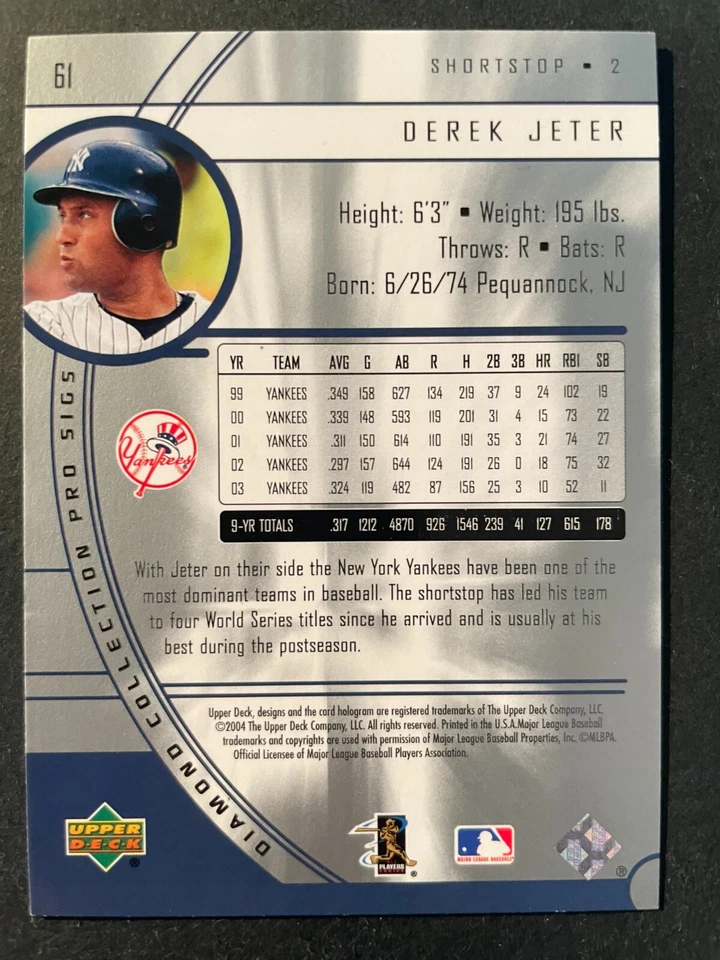 61
SHORTSTOP ▪ 2
DEREK JETER
NY
Height: 6'3" ▪ Weight: 195 lbs.
Throws: R ▪ Bats: R
Born: 6/26/74 Pequannock, NJ
YR TEAM AVG G AB R H 2B 3B HR RBI SB
99 YANKEES .349 158 627 134 219 37 9 24 102 19
00 YANKEES .339 148 593 119 201 31 4 15 73 22
01 YANKEES .311 150 614 110 191 35 3 21 74 27
02 YANKEES .297 157 644 124 191 26 0 18 75 32
03 YANKEES .324 119 482 87 156 25 3 10 52 11
9-YR TOTALS .317 1212 4870 926 1546 239 41 127 615 178
Yankees
DIAMOND COLLECTION PRO SIGS
With Jeter on their side the New York Yankees have been one of the
most dominant teams in baseball. The shortstop has led his team
to four World Series titles since he arrived and is usually at his
best during the postseason.
Upper Deck, designs and the card hologram are registered trademarks of The Upper Deck Company, LLC.
©2004 The Upper Deck Company, LLC. All rights reserved. Printed in the U.S.A.Major League Baseball
trademarks and copyrights are used with permission of Major League Baseball Properties, Inc. ©MLBPA.
Official Licensee of Major League Baseball Players Association.
UPPER
D·E·C·K ®
PLAYERS
CHOICE ®
MAJOR LEAGUE BASEBALL
®